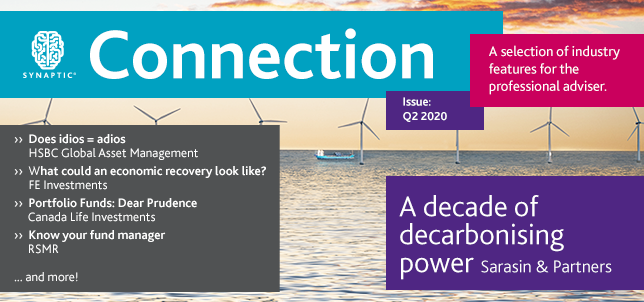 SYNAPTIC®
Connection
A selection of industry
features for the
professional adviser.
Issue:
Q2 2020
›› Does idios = adios
HSBC Global Asset Management
›› What could an economic recovery look like?
FE Investments
›› Portfolio Funds: Dear Prudence
Canada Life Investments
›› Know your fund manager
RSMR
... and more!
A decade of
decarbonising
power Sarasin & Partners